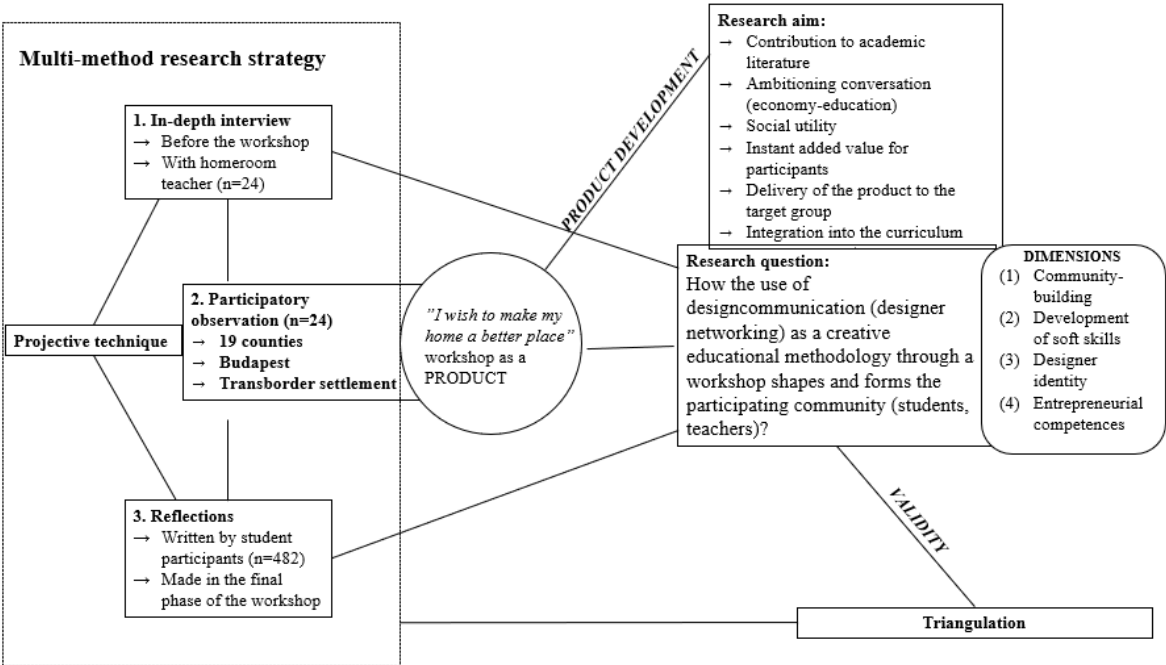 Multi-method research strategy
1. In-depth interview
→ Before the workshop
→ With homeroom
teacher (n=24)
Projective technique
2. Participatory
observation (n=24)
→ 19 counties
→ Budapest
→ Transborder settlement
3. Reflections
→ Written by student
participants (n=482)
→ Made in the final
phase of the workshop
"I wish to make my
home a better place"
workshop as a
PRODUCT
PRODUCT DEVELOPMENT
Research aim:
→ Contribution to academic
literature
→ Ambitioning conversation
(economy-education)
→ Social utility
→ Instant added value for
participants
→ Delivery of the product to the
target group
→ Integration into the curriculum
Research question:
How the use of
designcommunication (designer
networking) as a creative
educational methodology through a
workshop shapes and forms the
participating community (students,
teachers)?
DIMENSIONS
(1) Community-
building
(2) Development
of soft skills
(3) Designer
identity
(4) Entrepreneurial
competences
VALIDITY
Triangulation